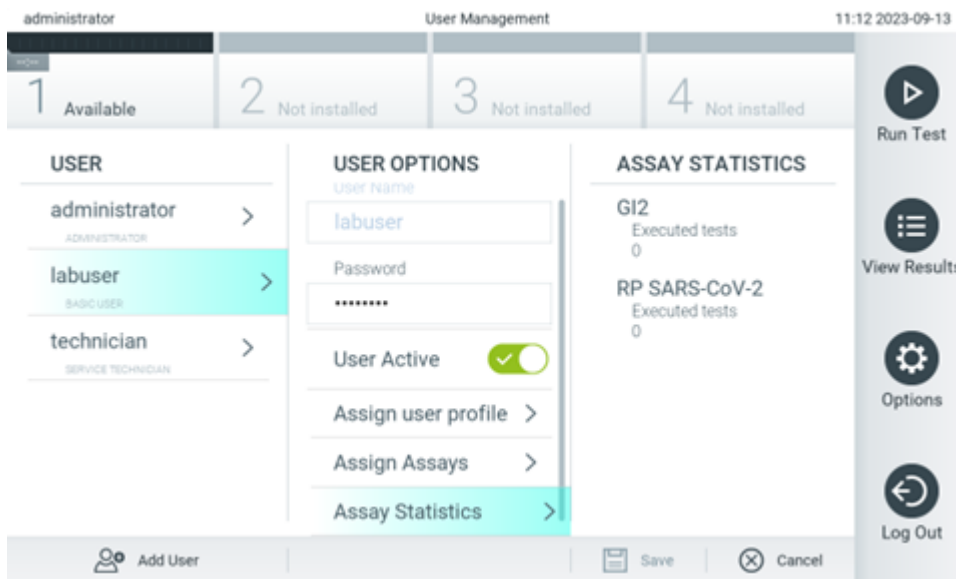 administrator User Management 11:12 2023-09-13
1 Available 2 Not installed 3 Not installed 4 Not installed
Run Test
View Results
Options
Log Out
USER
administrator
ADMINISTRATOR
labuser
BASIC USER
technician
SERVICE TECHNICIAN
USER OPTIONS
User Name
labuser
Password
••••••••
User Active
Assign user profile
Assign Assays
Assay Statistics
ASSAY STATISTICS
GI2
Executed tests
0
RP SARS-CoV-2
Executed tests
0
Add User Save Cancel